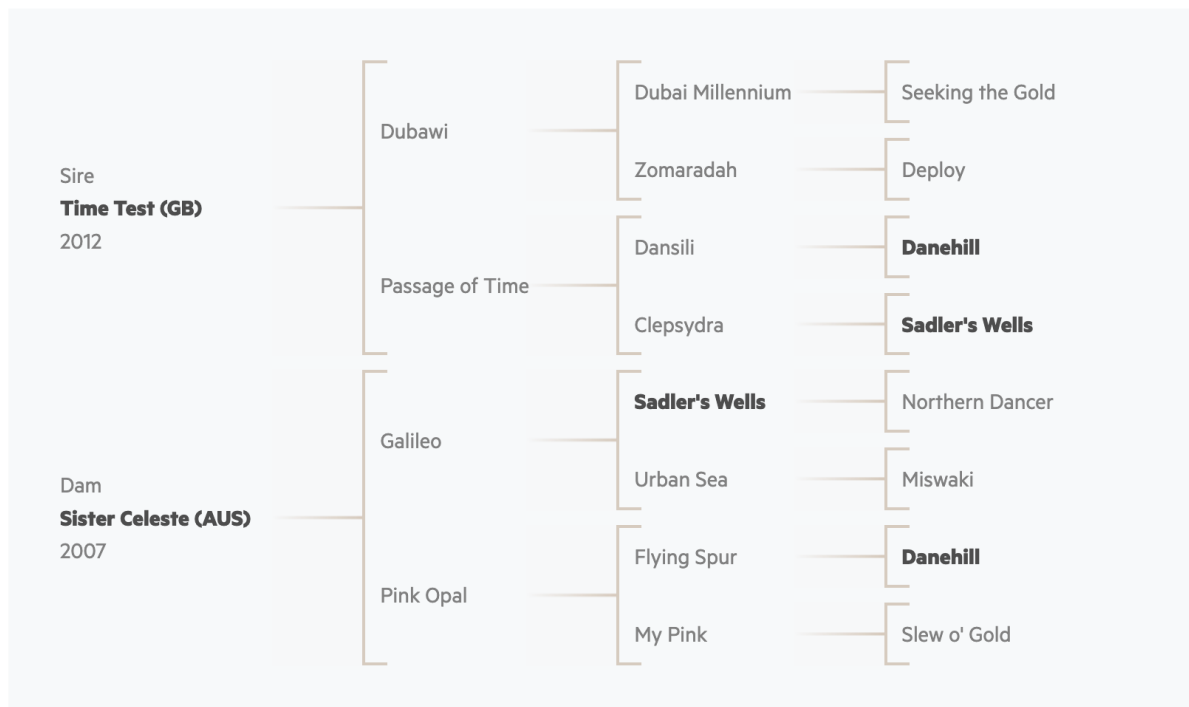 Sire
Time Test (GB)
2012
Dubawi
Dubai Millennium
Seeking the Gold
Zomaradah
Deploy
Passage of Time
Dansili
Danehill
Clepsydra
Sadler's Wells
Dam
Sister Celeste (AUS)
2007
Galileo
Sadler's Wells
Northern Dancer
Urban Sea
Miswaki
Pink Opal
Flying Spur
Danehill
My Pink
Slew o' Gold